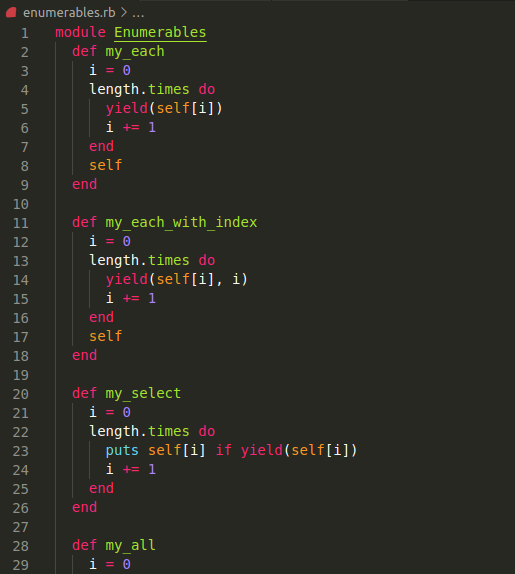 enumerables.rb > ...
1 module Enumerables
2 def my_each
3 i = 0
4 length.times do
5 yield(self[i])
6 i += 1
7 end
8 self
9 end
10
11 def my_each_with_index
12 i = 0
13 length.times do
14 yield(self[i], i)
15 i += 1
16 end
17 self
18 end
19
20 def my_select
21 i = 0
22 length.times do
23 puts self[i] if yield(self[i])
24 i += 1
25 end
26 end
27
28 def my_all
29 i = 0